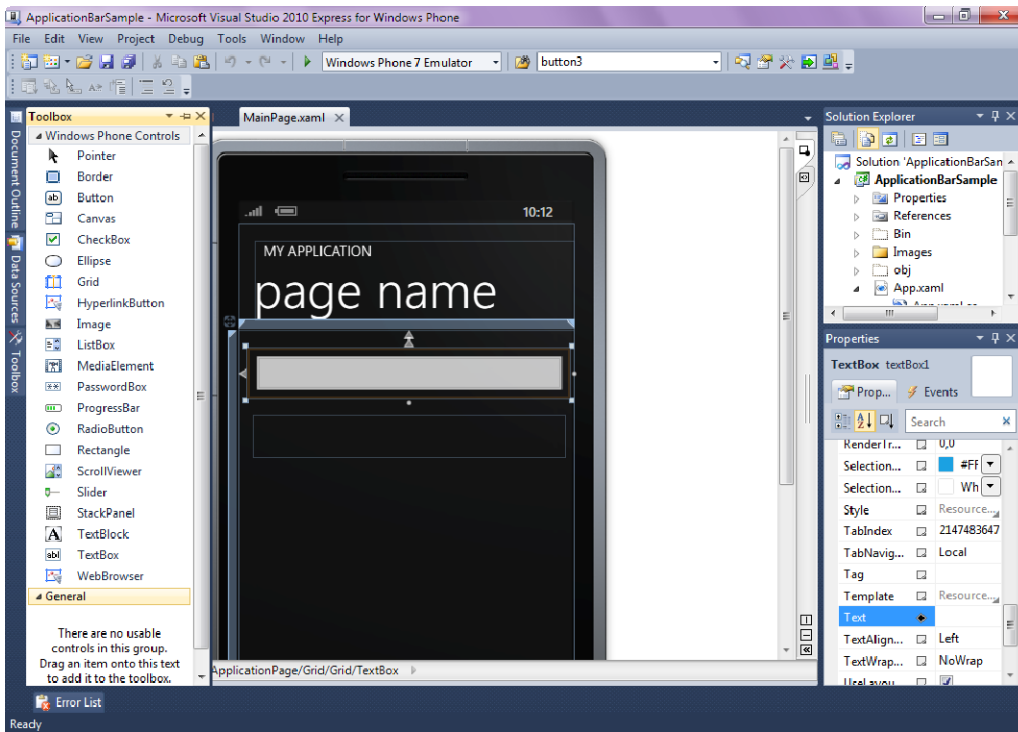 ApplicationBarSample - Microsoft Visual Studio 2010 Express for Windows Phone
File Edit View Project Debug Tools Window Help
Windows Phone 7 Emulator button3
Toolbox
MainPage.xaml
Solution Explorer
Document Outline
Data Sources
Toolbox
Windows Phone Controls
Pointer
Border
Button
Canvas
CheckBox
Ellipse
Grid
HyperlinkButton
Image
ListBox
MediaElement
PasswordBox
ProgressBar
RadioButton
Rectangle
ScrollViewer
Slider
StackPanel
TextBlock
TextBox
WebBrowser
General
There are no usable
controls in this group.
Drag an item onto this text
to add it to the toolbox.
10:12
MY APPLICATION
page name
ApplicationPage/Grid/Grid/TextBox
Solution 'ApplicationBarSan
ApplicationBarSample
Properties
References
Bin
Images
obj
App.xaml
Properties
TextBox textBox1
Prop... Events
Search
RenderTr... 0,0
Selection... #FF
Selection... Wh
Style Resource...
TabIndex 2147483647
TabNavig... Local
Tag
Template Resource...
Text
TextAlign... Left
TextWrap... NoWrap
UseLayou...
Error List
Ready